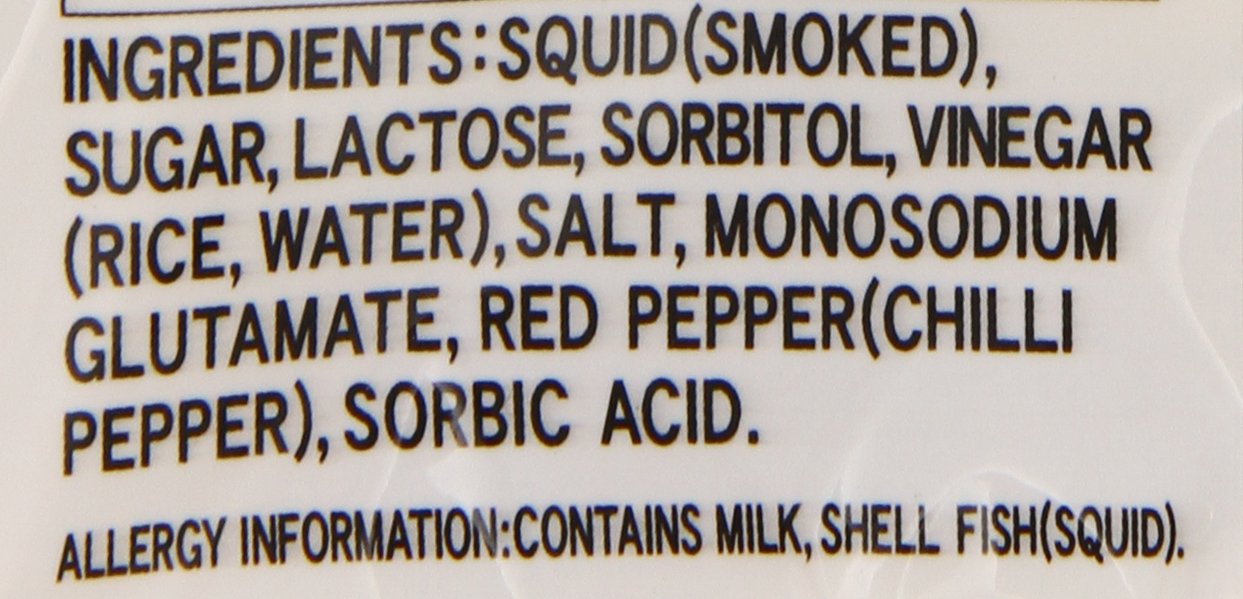 INGREDIENTS:SQUID(SMOKED),
SUGAR, LACTOSE, SORBITOL, VINEGAR
(RICE, WATER), SALT, MONOSODIUM
GLUTAMATE, RED PEPPER(CHILLI
PEPPER), SORBIC ACID.
ALLERGY INFORMATION:CONTAINS MILK, SHELL FISH(SQUID).